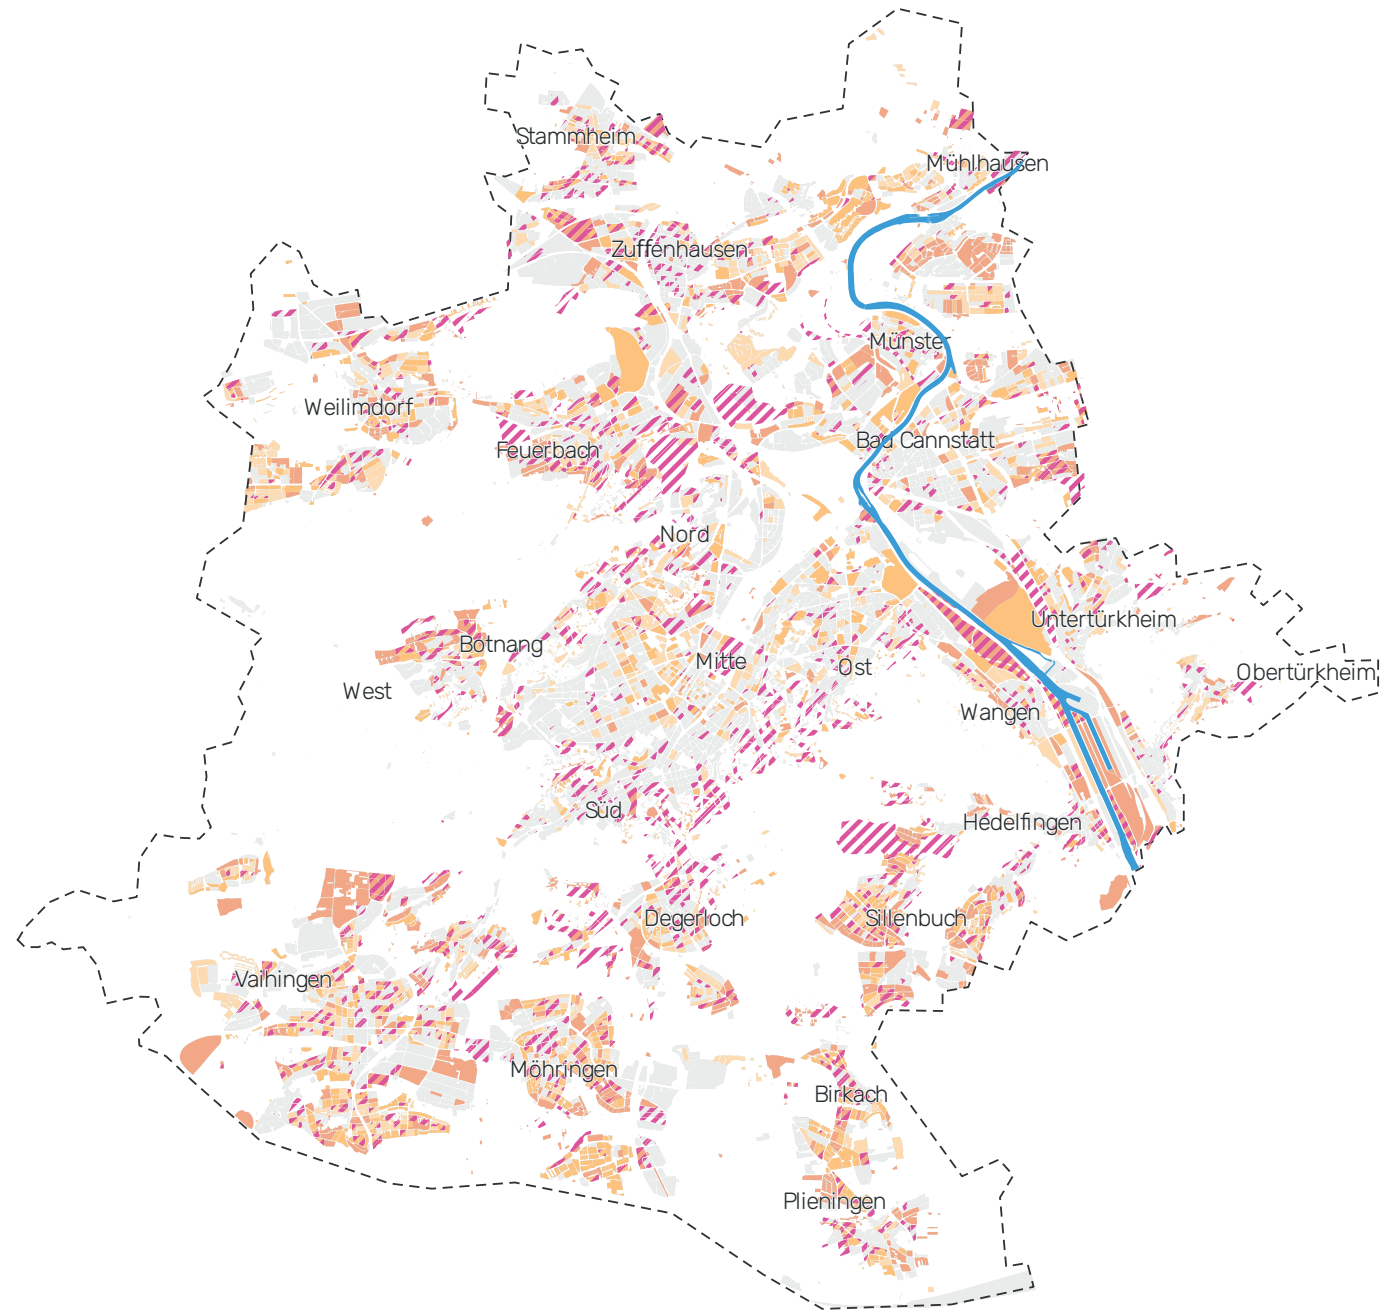 Stammheim
Mühlhausen
Zuffenhausen
Münster
Weilimdorf
Bad Cannstatt
Feuerbach
Nord
Untertürkheim
Botnang
Mitte
Ost
Obertürkheim
West
Wangen
Süd
Hedelfingen
Degerloch
Sillenbuch
Vaihingen
Möhringen
Birkach
Plieningen